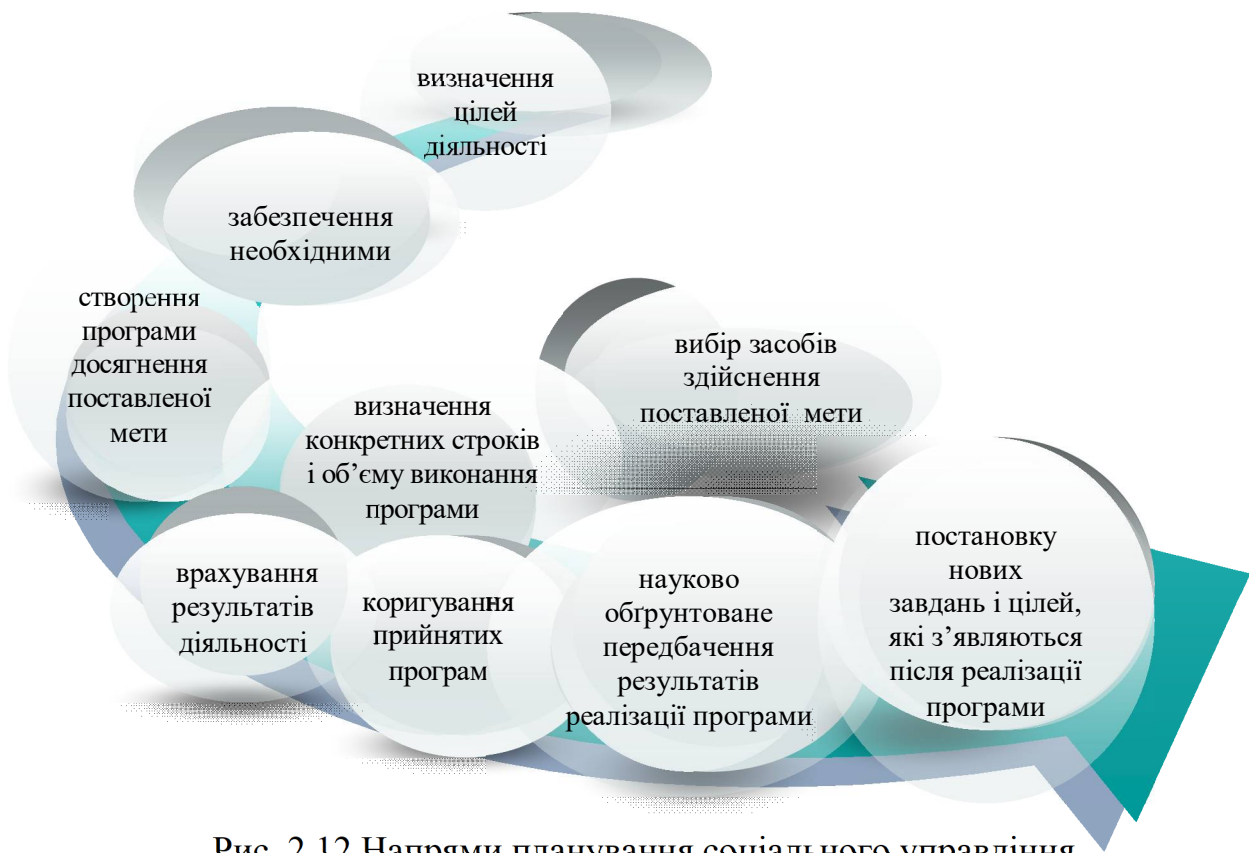 визначення
цілей
діяльності
забезпечення
необхідними
створення
програми
досягнення
поставленої
мети
визначення
конкретних строків
і об’єму виконання
програми
вибір засобів
здійснення
поставленої мети
врахування
результатів
діяльності
коригування
прийнятих
програм
науково
обґрунтоване
передбачення
результатів
реалізації програми
постановку
нових
завдань і цілей,
які з’являються
після реалізації
програми
Рис. 2.12 Напрями планування соціального управління